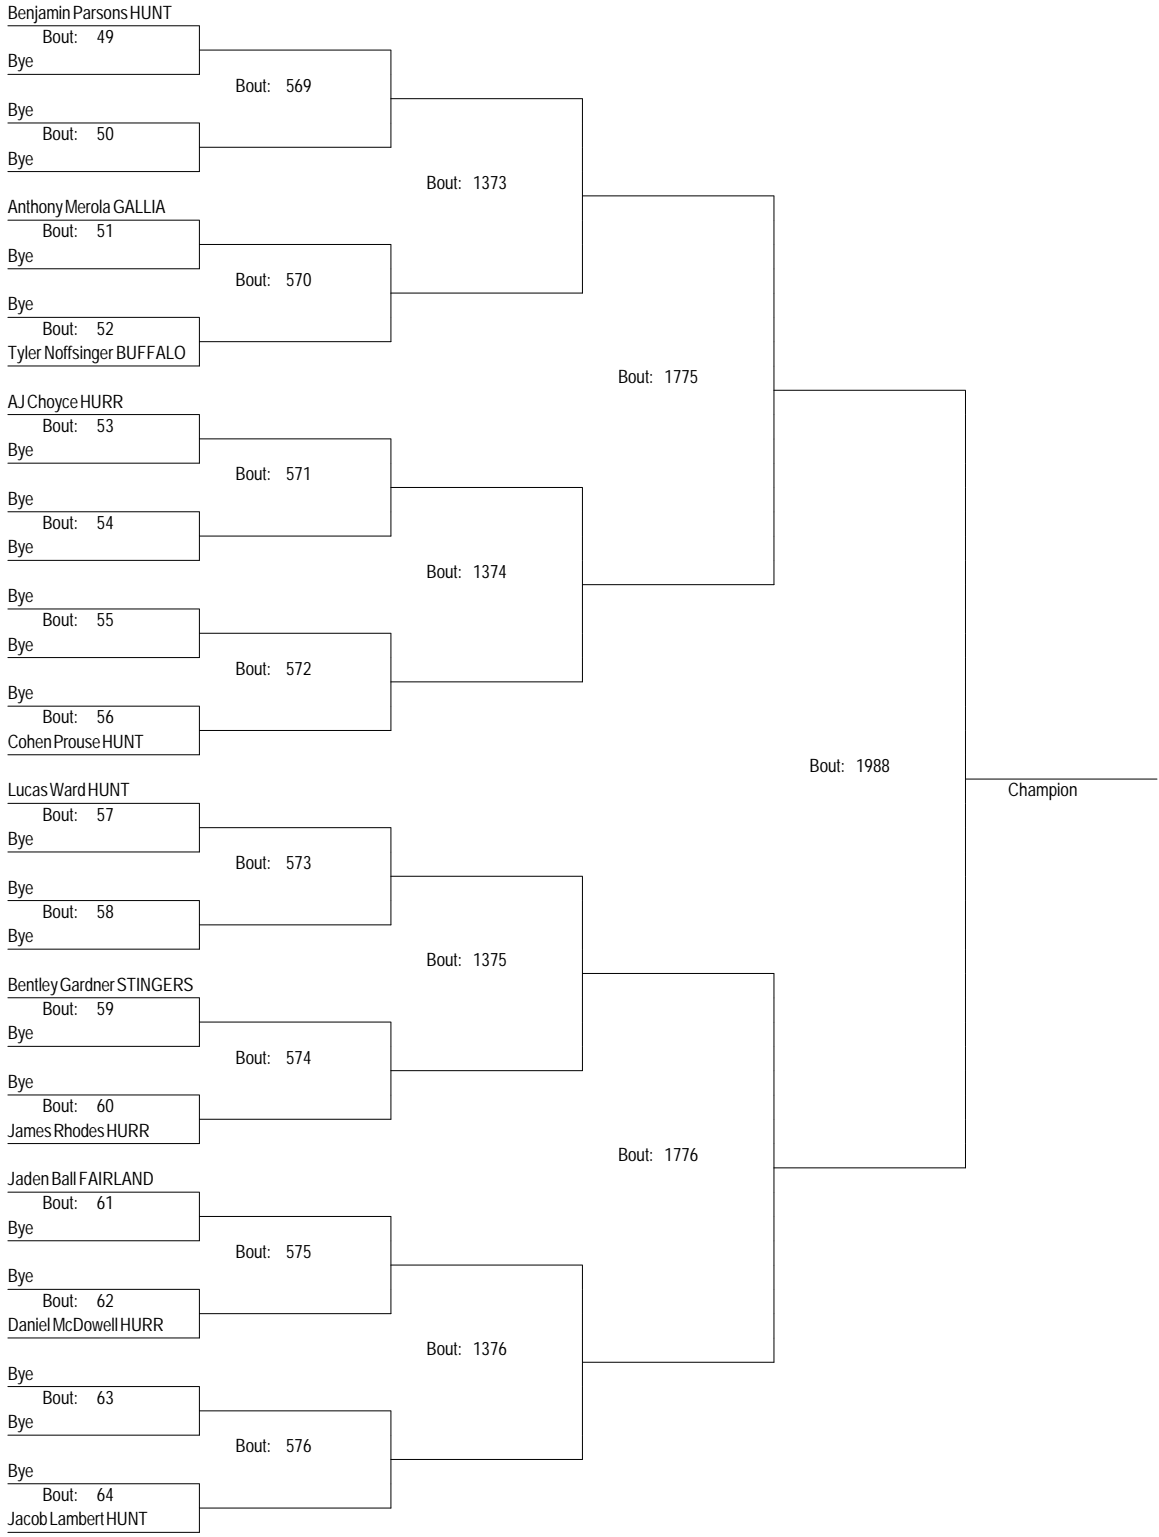 Benjamin Parsons HUNT
Bout: 49
Bye
Bout: 569
Bye
Bout: 50
Bye
Bout: 1373
Anthony Merola GALLIA
Bout: 51
Bye
Bout: 570
Bye
Bout: 52
Tyler Noffsinger BUFFALO
Bout: 1775
AJ Choyce HURR
Bout: 53
Bye
Bout: 571
Bye
Bout: 54
Bye
Bout: 1374
Bye
Bout: 55
Bye
Bout: 572
Bye
Bout: 56
Cohen Prouse HUNT
Bout: 1988
Champion
Lucas Ward HUNT
Bout: 57
Bye
Bout: 573
Bye
Bout: 58
Bye
Bout: 1375
Bentley Gardner STINGERS
Bout: 59
Bye
Bout: 574
Bye
Bout: 60
James Rhodes HURR
Bout: 1776
Jaden Ball FAIRLAND
Bout: 61
Bye
Bout: 575
Bye
Bout: 62
Daniel McDowell HURR
Bout: 1376
Bye
Bout: 63
Bye
Bout: 576
Bye
Bout: 64
Jacob Lambert HUNT